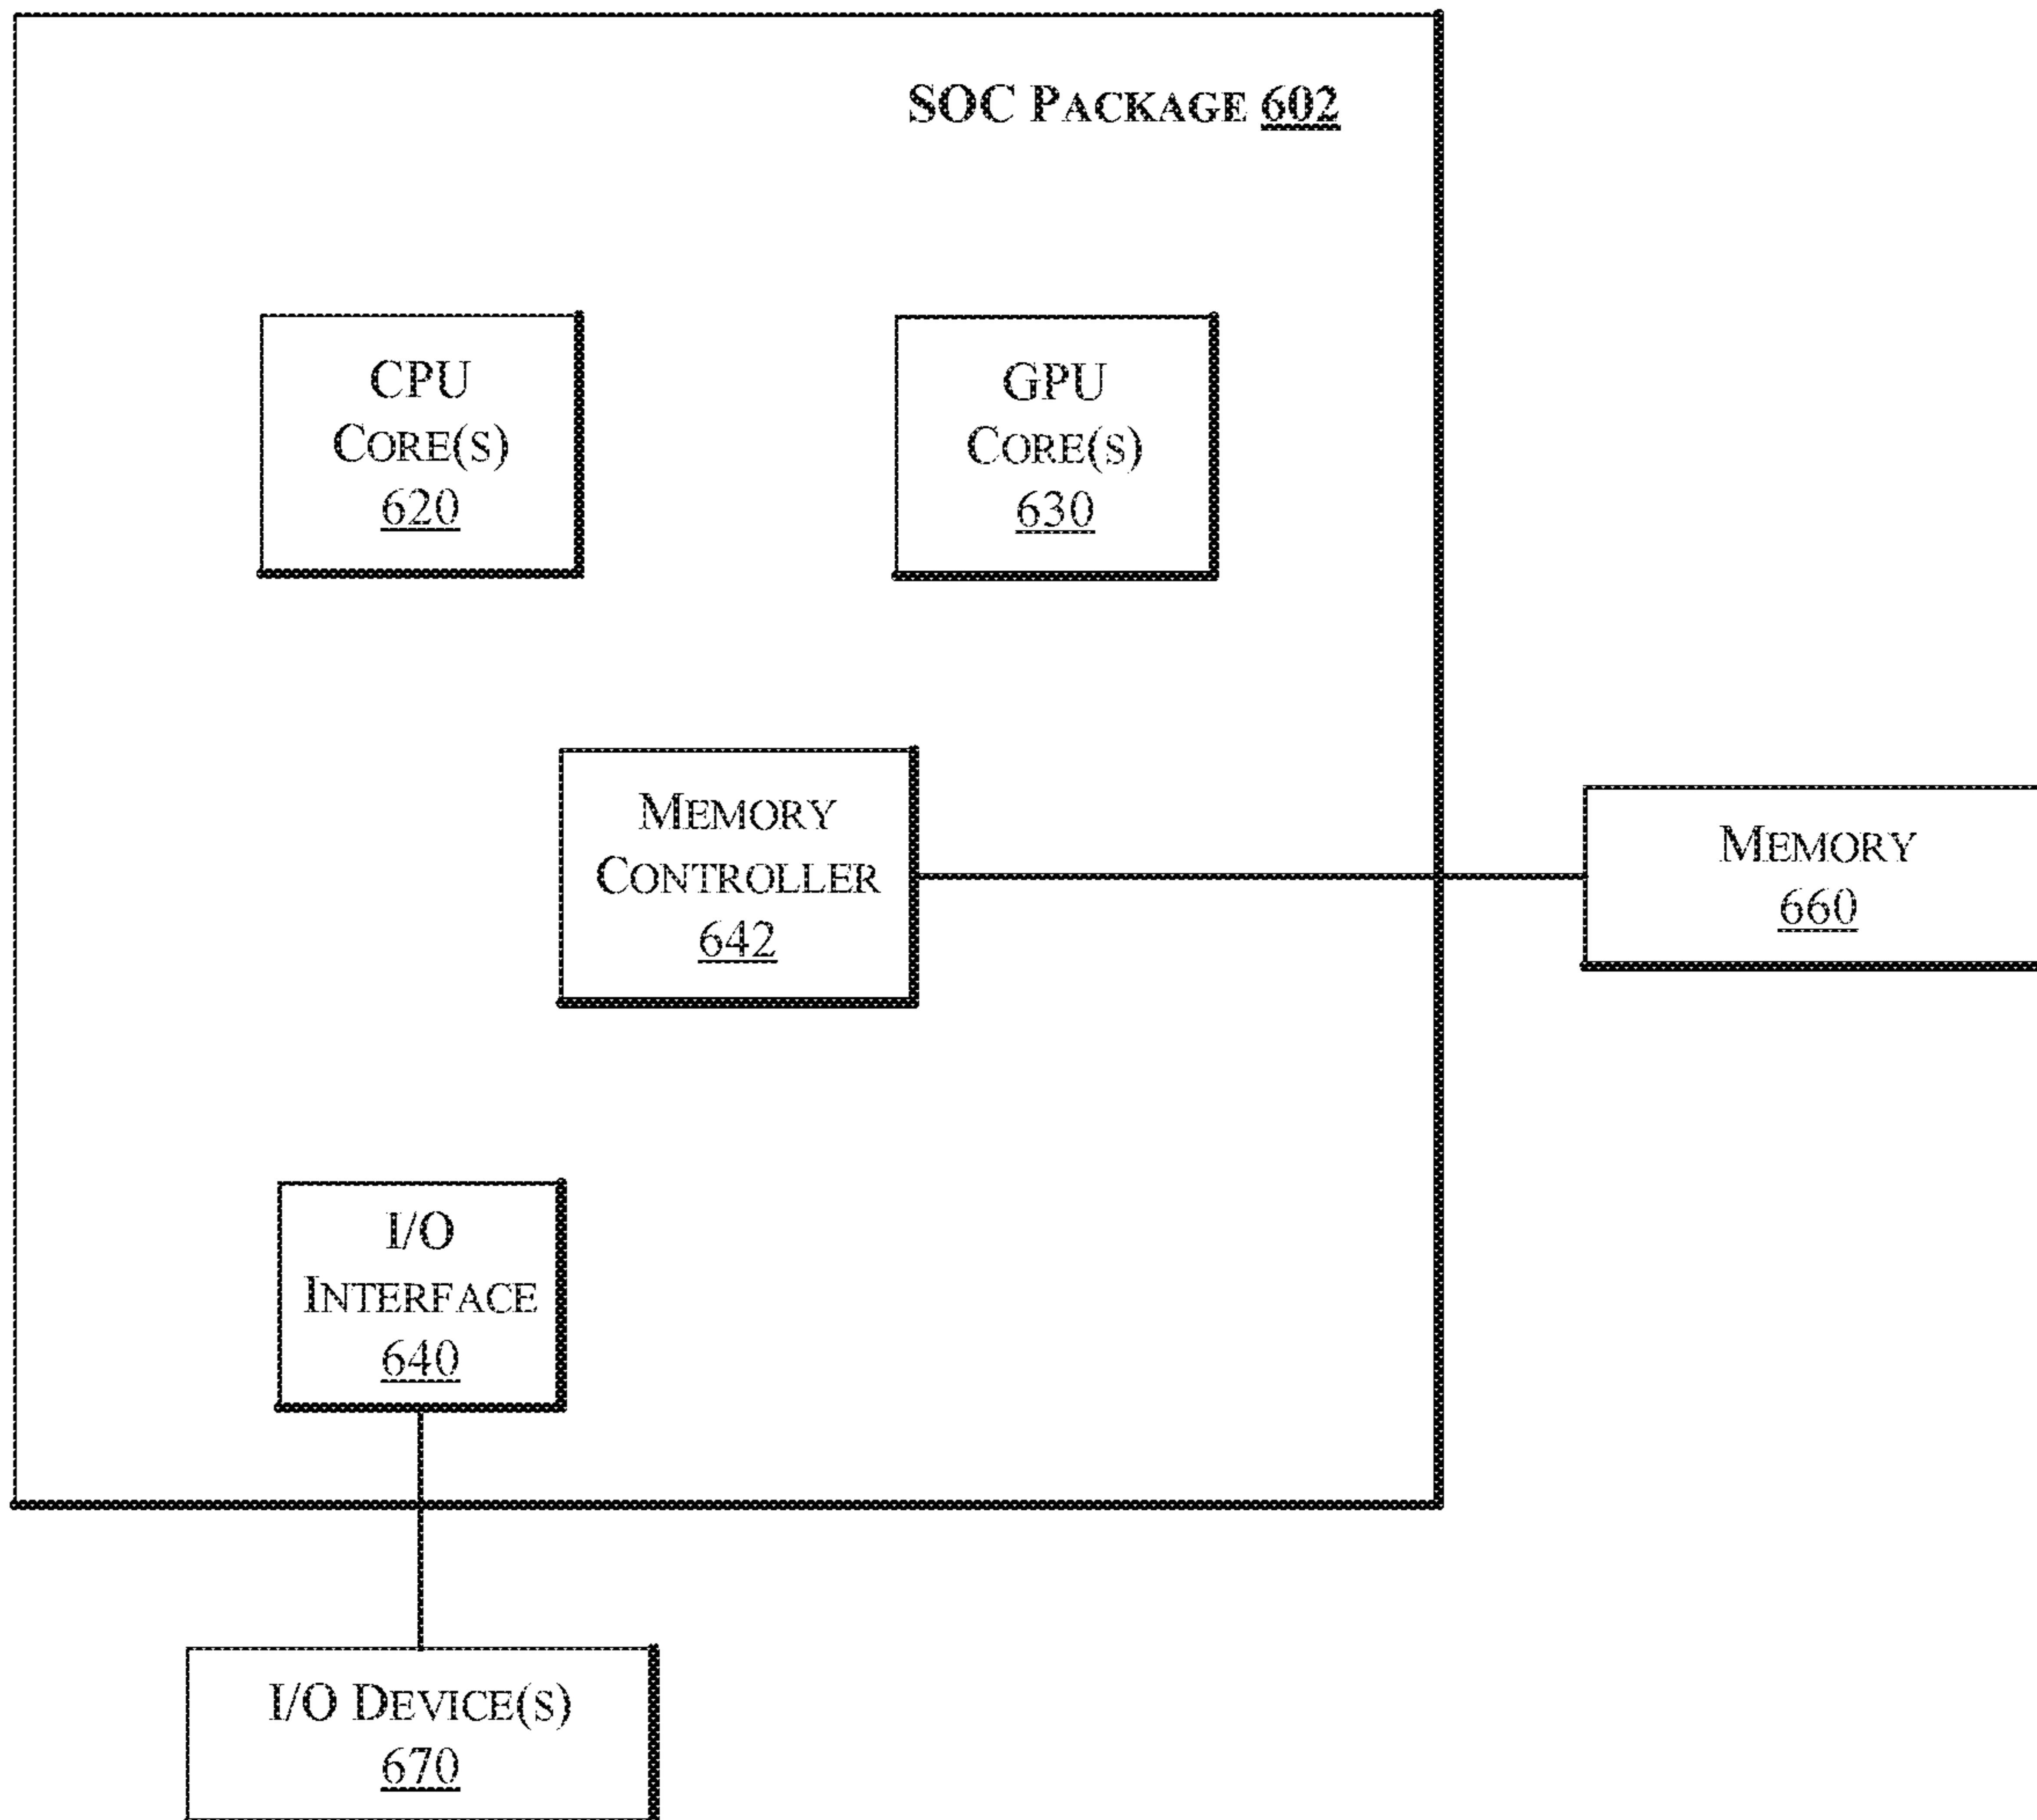 SOC PACKAGE 602
CPU
CORE(S)
620
GPU
CORE(S)
630
MEMORY
CONTROLLER
642
MEMORY
660
I/O
INTERFACE
640
I/O DEVICE(S)
670